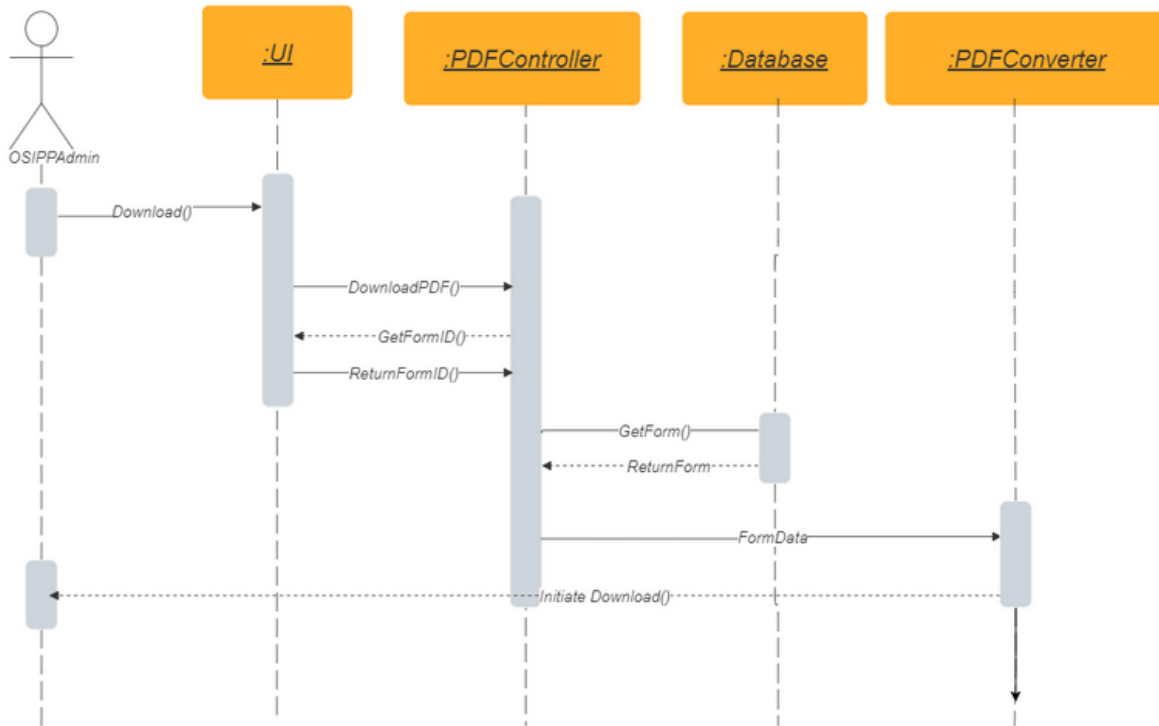 :UI
:PDFController
:Database
:PDFConverter
OSIPPAdmin
Download()
DownloadPDF()
GetFormID()
ReturnFormID()
GetForm()
ReturnForm
FormData
Initiate Download()